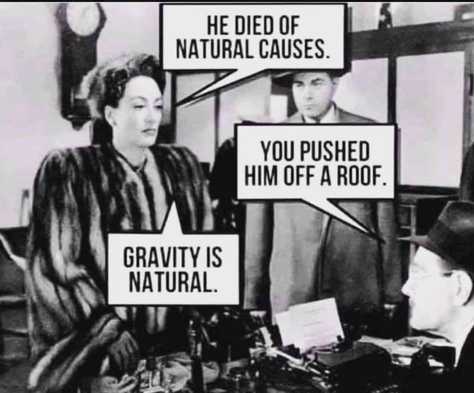 HE DIED OF
NATURAL CAUSES.
YOU PUSHED
HIM OFF A ROOF.
GRAVITY IS
NATURAL.